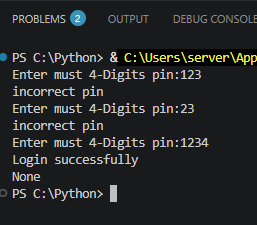 PROBLEMS 2 OUTPUT DEBUG CONSOLE
PS C:\Python> & C:\Users\server\App
Enter must 4-Digits pin:123
incorrect pin
Enter must 4-Digits pin:23
incorrect pin
Enter must 4-Digits pin:1234
Login successfully
None
PS C:\Python>